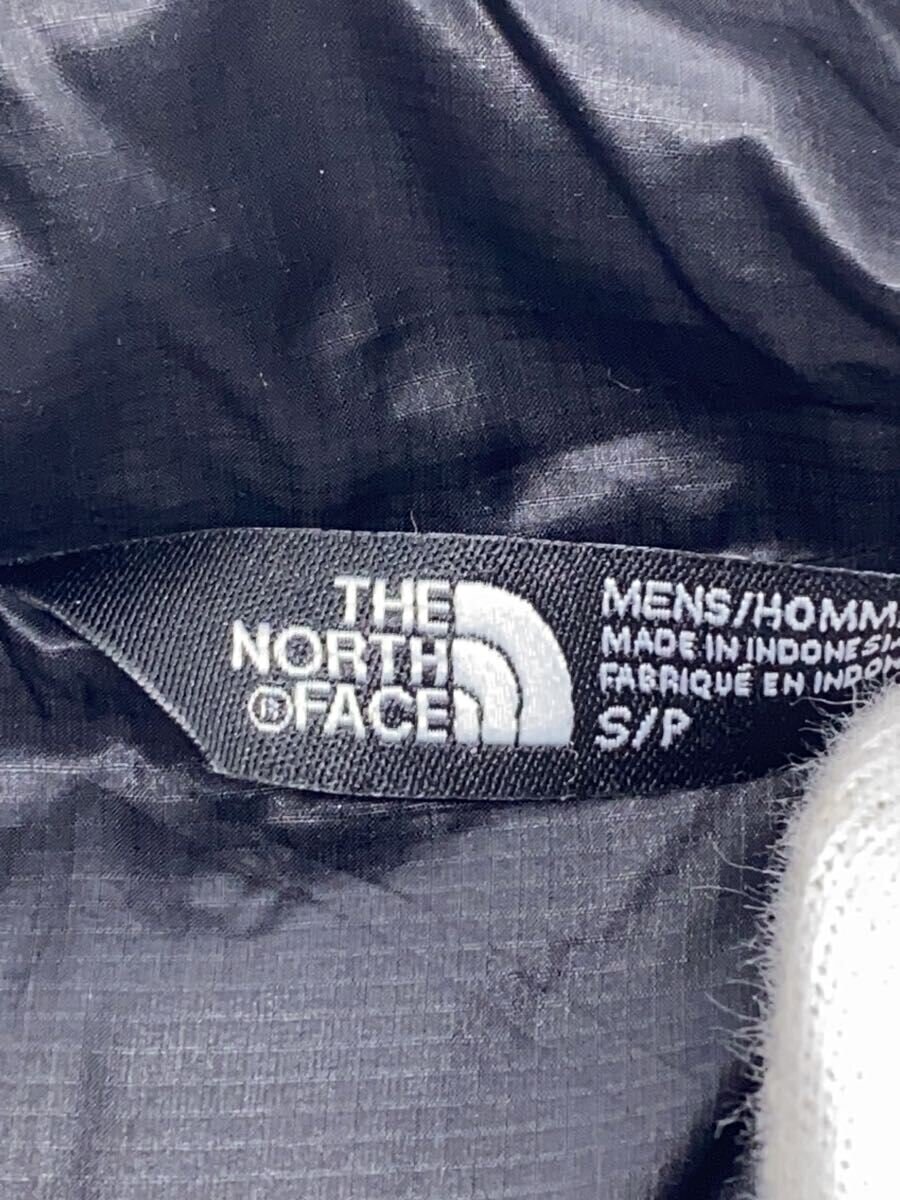 THE
NORTH
®FACE
MENS/HOMM
MADE IN INDONESI
FABRIQUÉ EN INDON
S/P